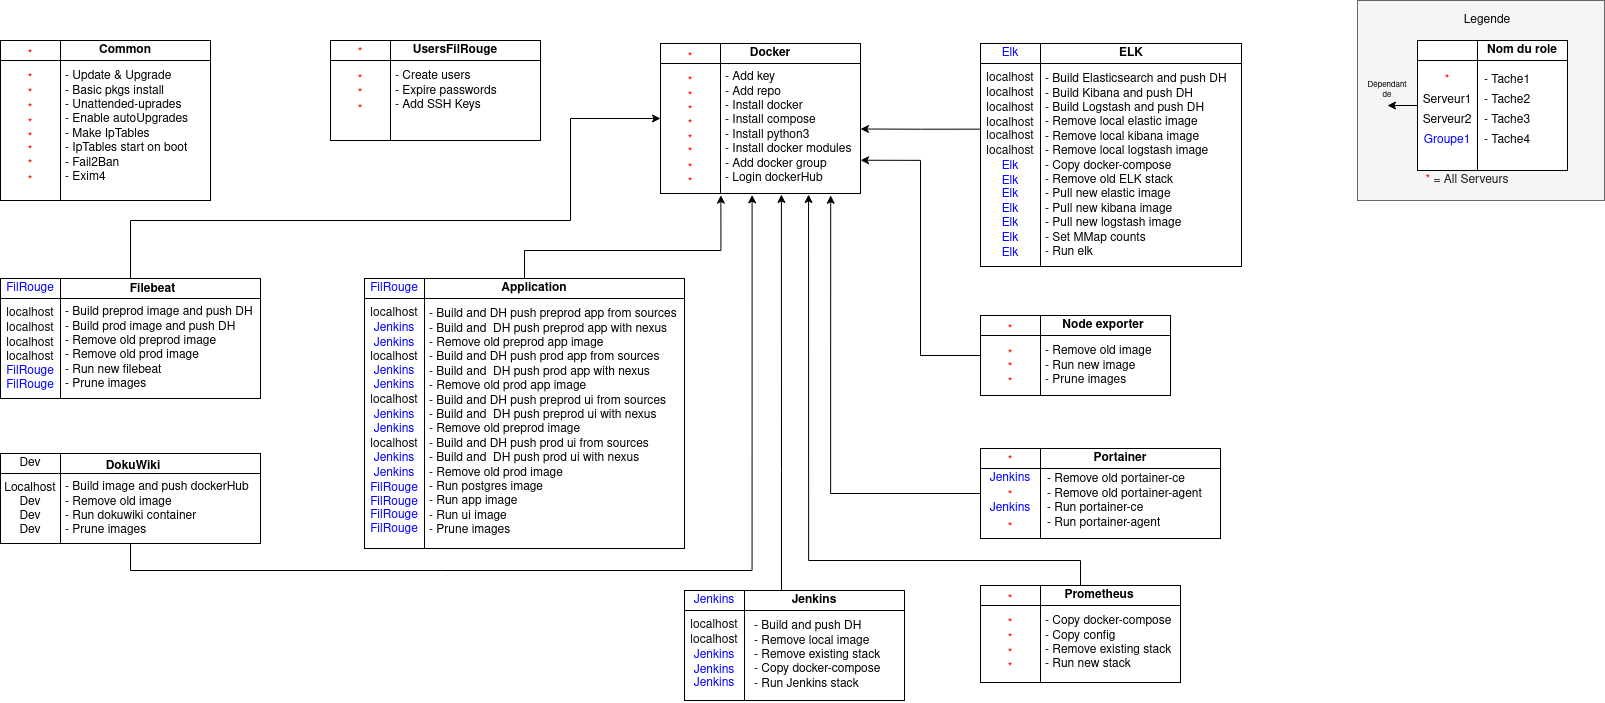 Legende
Nom du role
* - Tache1
Dépendant
de
Serveur1 - Tache2
Serveur2 - Tache3
Groupe1 - Tache4
* = All Serveurs
* Common
* - Update & Upgrade
* - Basic pkgs install
* - Unattended-uprades
* - Enable autoUpgrades
* - Make IpTables
* - IpTables start on boot
* - Fail2Ban
* - Exim4
* UsersFilRouge
* - Create users
* - Expire passwords
* - Add SSH Keys
* Docker
* - Add key
* - Add repo
* - Install docker
* - Install compose
* - Install python3
* - Install docker modules
* - Add docker group
* - Login dockerHub
Elk ELK
localhost - Build Elasticsearch and push DH
localhost - Build Kibana and push DH
localhost - Build Logstash and push DH
localhost - Remove local elastic image
localhost - Remove local kibana image
localhost - Remove local logstash image
Elk - Copy docker-compose
Elk - Remove old ELK stack
Elk - Pull new elastic image
Elk - Pull new kibana image
Elk - Pull new logstash image
Elk - Set MMap counts
Elk - Run elk
FilRouge Filebeat
localhost - Build preprod image and push DH
localhost - Build prod image and push DH
localhost - Remove old preprod image
localhost - Remove old prod image
FilRouge - Run new filebeat
FilRouge - Prune images
FilRouge Application
localhost - Build and DH push preprod app from sources
Jenkins - Build and  DH push preprod app with nexus
Jenkins - Remove old preprod app image
localhost - Build and DH push prod app from sources
Jenkins - Build and  DH push prod app with nexus
Jenkins - Remove old prod app image
localhost - Build and DH push preprod ui from sources
Jenkins - Build and  DH push preprod ui with nexus
Jenkins - Remove old preprod image
localhost - Build and DH push prod ui from sources
Jenkins - Build and  DH push prod ui with nexus
Jenkins - Remove old prod image
FilRouge - Run postgres image
FilRouge - Run app image
FilRouge - Run ui image
FilRouge - Prune images
* Node exporter
* - Remove old image
* - Run new image
* - Prune images
Dev DokuWiki
Localhost - Build image and push dockerHub
Dev - Remove old image
Dev - Run dokuwiki container
Dev - Prune images
* Portainer
Jenkins - Remove old portainer-ce
* - Remove old portainer-agent
Jenkins - Run portainer-ce
* - Run portainer-agent
Jenkins Jenkins
localhost - Build and push DH
localhost - Remove local image
Jenkins - Remove existing stack
Jenkins - Copy docker-compose
Jenkins - Run Jenkins stack
* Prometheus
* - Copy docker-compose
* - Copy config
* - Remove existing stack
* - Run new stack